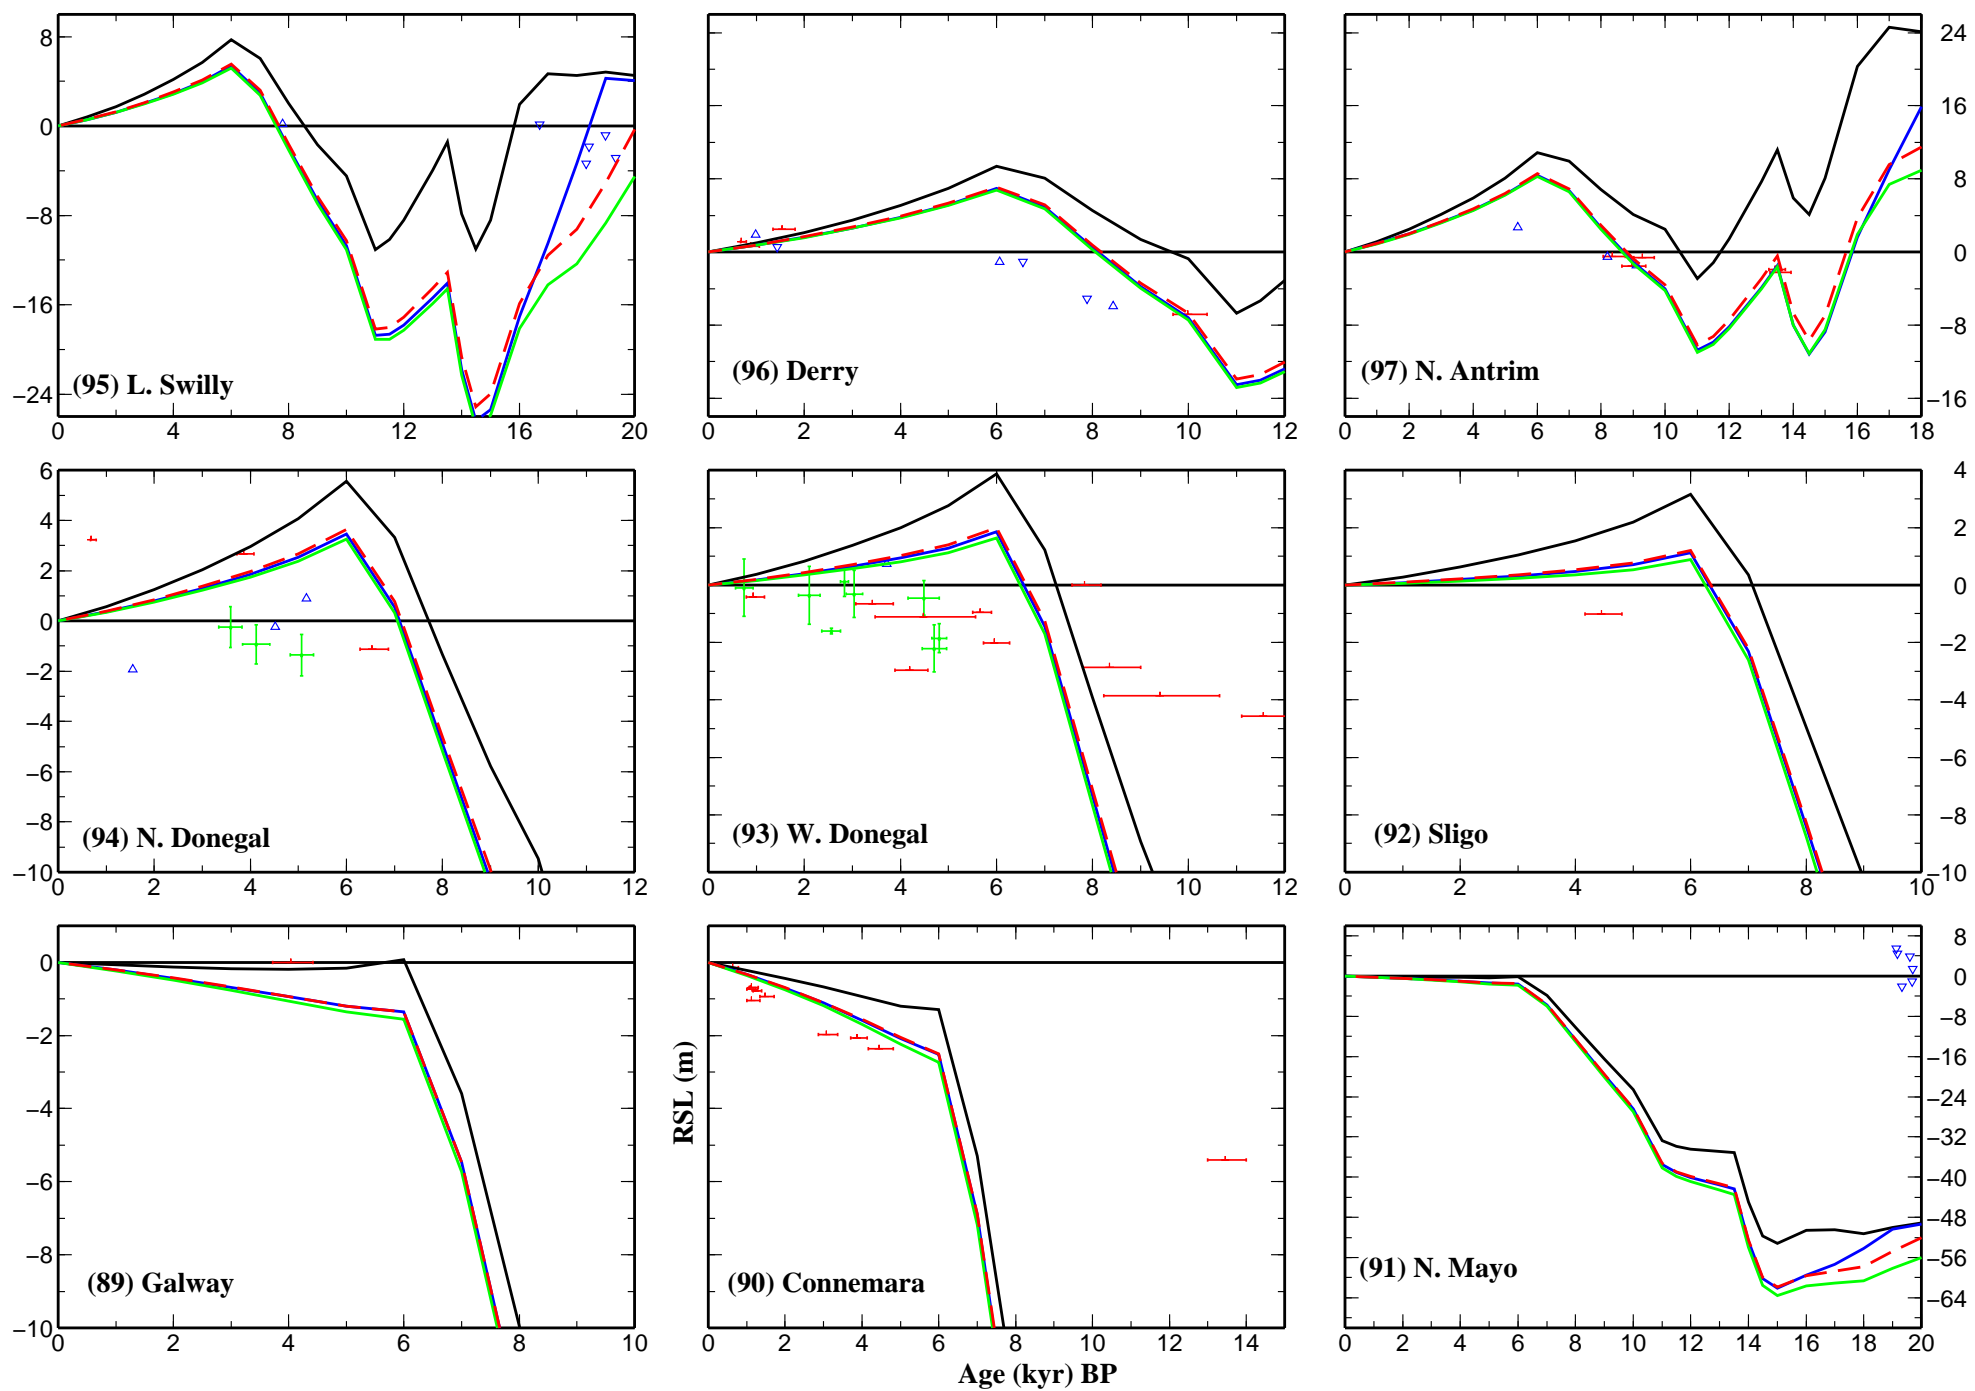 8
0
−8
−16
−24
0 4 8 12 16 20
(95) L. Swilly
0 2 4 6 8 10 12
(96) Derry
24
16
8
0
−8
−16
0 2 4 6 8 10 12 14 16 18
(97) N. Antrim
6
4
2
0
−2
−4
−6
−8
−10
0 2 4 6 8 10 12
(94) N. Donegal
0 2 4 6 8 10 12
(93) W. Donegal
4
2
0
−2
−4
−6
−8
−10
0 2 4 6 8 10
(92) Sligo
0
−2
−4
−6
−8
−10
0 2 4 6 8 10
(89) Galway
RSL (m)
0 2 4 6 8 10 12 14
(90) Connemara
Age (kyr) BP
8
0
−8
−16
−24
−32
−40
−48
−56
−64
0 2 4 6 8 10 12 14 16 18 20
(91) N. Mayo